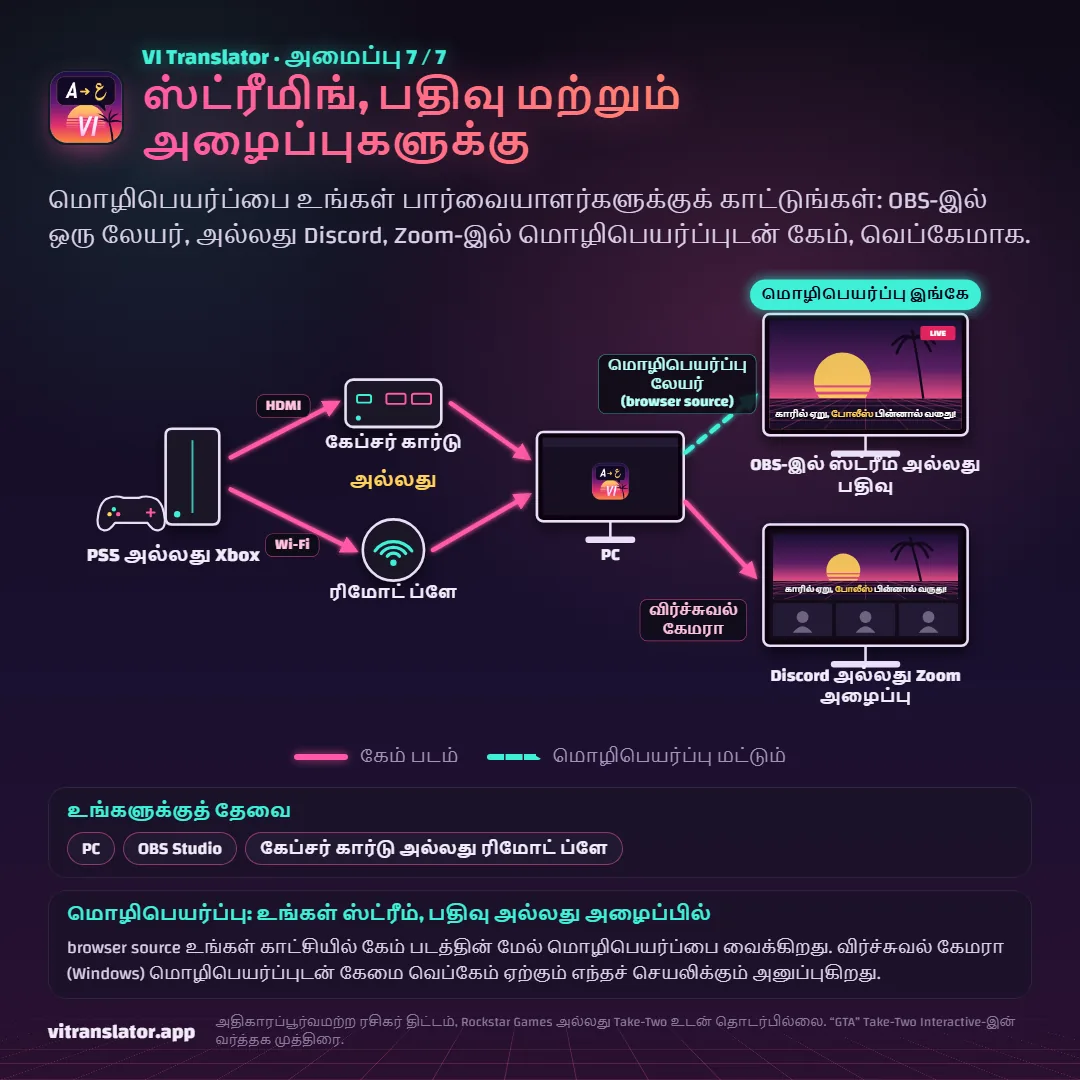 VI Translator · அமைப்பு 7 / 7
A→ع
VI
ஸ்ட்ரீமிங், பதிவு மற்றும்
அழைப்புகளுக்கு
மொழிபெயர்ப்பை உங்கள் பார்வையாளர்களுக்குக் காட்டுங்கள்: OBS-இல்
ஒரு லேயர், அல்லது Discord, Zoom-இல் மொழிபெயர்ப்புடன் கேம், வெப்கேமாக.
மொழிபெயர்ப்பு இங்கே
LIVE
காரில் ஏறு, போலீஸ் பின்னால் வருது!
OBS-இல் ஸ்ட்ரீம் அல்லது
பதிவு
மொழிபெயர்ப்பு
லேயர்
(browser source)
HDMI
கேப்சர் கார்டு
அல்லது
PS5 அல்லது Xbox
Wi-Fi
ரிமோட் ப்ளே
A→ع
VI
PC
விர்ச்சுவல்
கேமரா
காரில் ஏறு, போலீஸ் பின்னால் வருது!
Discord அல்லது Zoom
அழைப்பு
கேம் படம்
மொழிபெயர்ப்பு மட்டும்
உங்களுக்குத் தேவை
PC
OBS Studio
கேப்சர் கார்டு அல்லது ரிமோட் ப்ளே
மொழிபெயர்ப்பு: உங்கள் ஸ்ட்ரீம், பதிவு அல்லது அழைப்பில்
browser source உங்கள் காட்சியில் கேம் படத்தின் மேல் மொழிபெயர்ப்பை வைக்கிறது. விர்ச்சுவல் கேமரா
(Windows) மொழிபெயர்ப்புடன் கேமை வெப்கேம் ஏற்கும் எந்தச் செயலிக்கும் அனுப்புகிறது.
vitranslator.app
அதிகாரப்பூர்வமற்ற ரசிகர் திட்டம், Rockstar Games அல்லது Take-Two உடன் தொடர்பில்லை. “GTA” Take-Two Interactive-இன்
வர்த்தக முத்திரை.